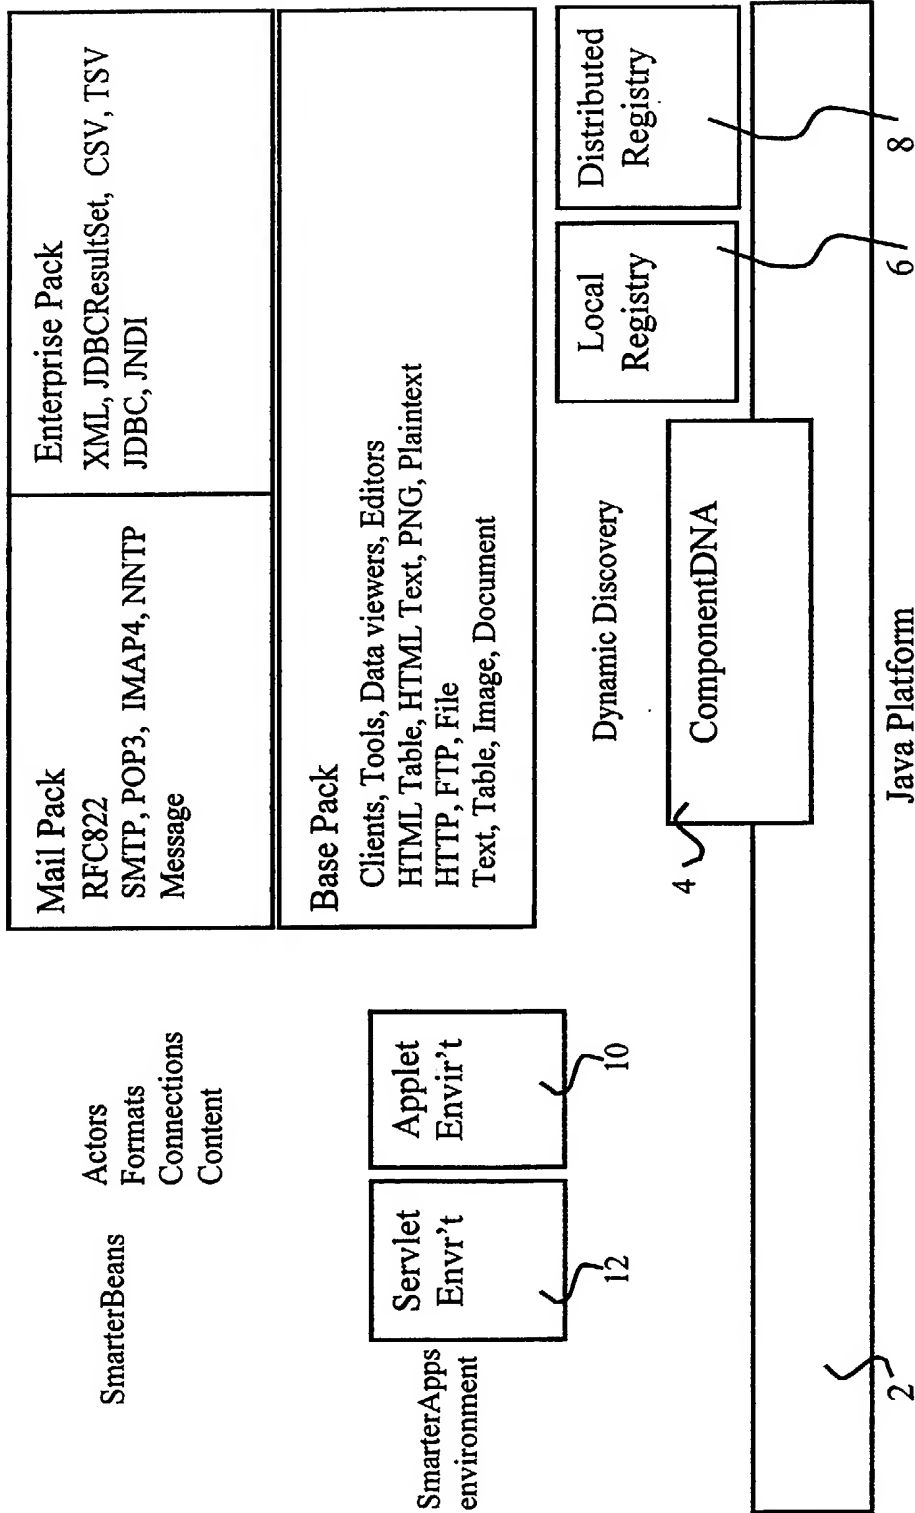 SmarterBeans
Actors
Formats
Connections
Content
Mail Pack
RFC822
SMTP, POP3, IMAP4, NNTP
Message
Enterprise Pack
XML, JDBCResultSet, CSV, TSV
JDBC, JNDI
Base Pack
Clients, Tools, Data viewers, Editors
HTML Table, HTML Text, PNG, Plaintext
HTTP, FTP, File
Text, Table, Image, Document
SmarterApps
environment
Servlet
Envr't
12
Applet
Envir't
10
Dynamic Discovery
Local
Registry
Distributed
Registry
4
ComponentDNA
2
Java Platform
6
8